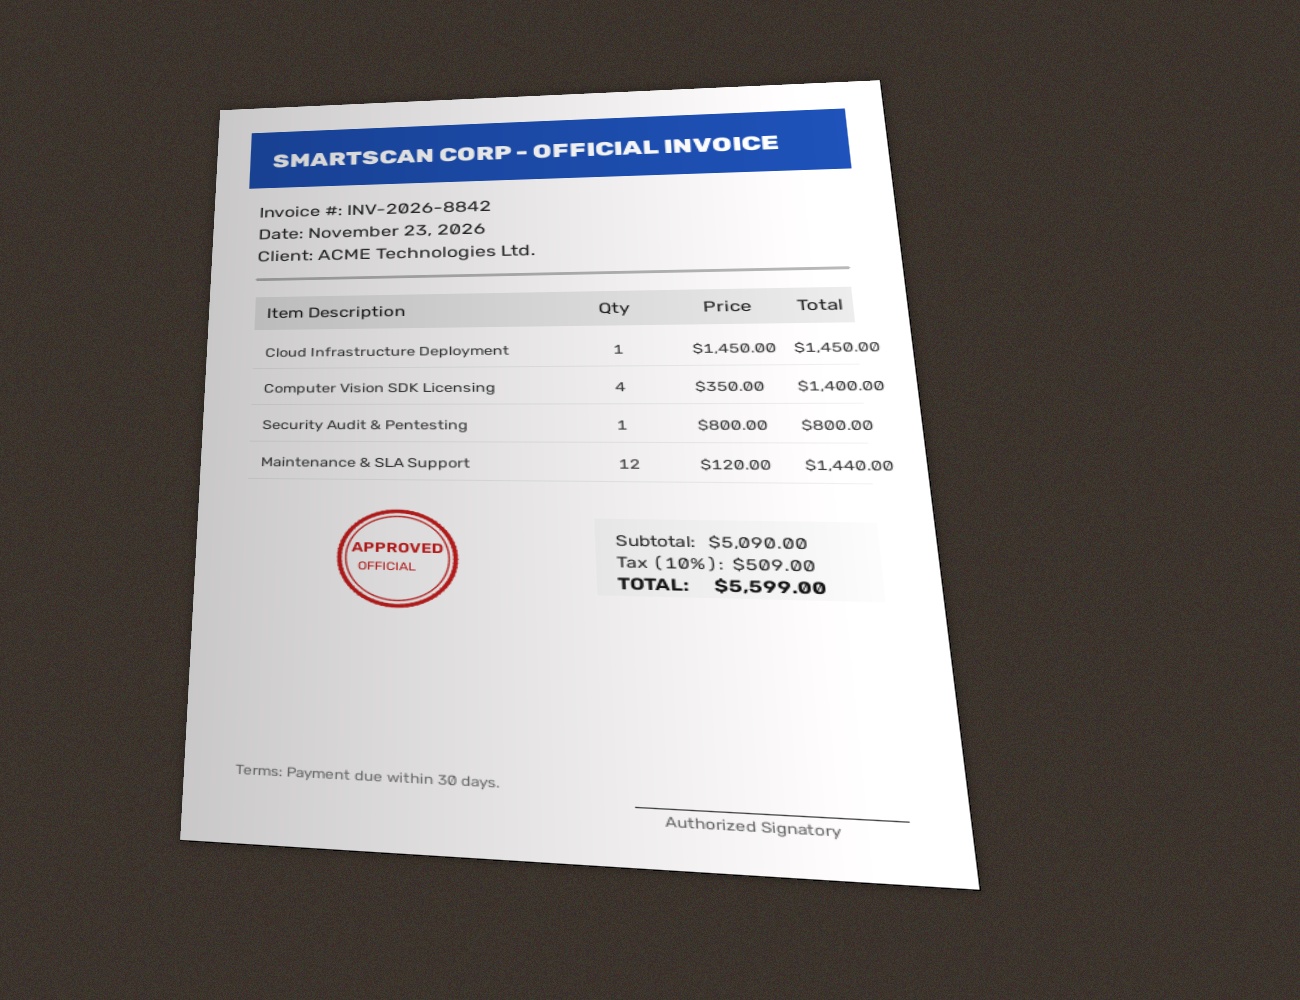 SMARTSCAN CORP - OFFICIAL INVOICE
Invoice #: INV-2026-8842
Date: November 23, 2026
Client: ACME Technologies Ltd.
Item Description Qty Price Total
Cloud Infrastructure Deployment 1 $1,450.00 $1,450.00
Computer Vision SDK Licensing 4 $350.00 $1,400.00
Security Audit & Pentesting 1 $800.00 $800.00
Maintenance & SLA Support 12 $120.00 $1,440.00
APPROVED
OFFICIAL
Subtotal: $5,090.00
Tax (10%): $509.00
TOTAL: $5,599.00
Terms: Payment due within 30 days.
Authorized Signatory